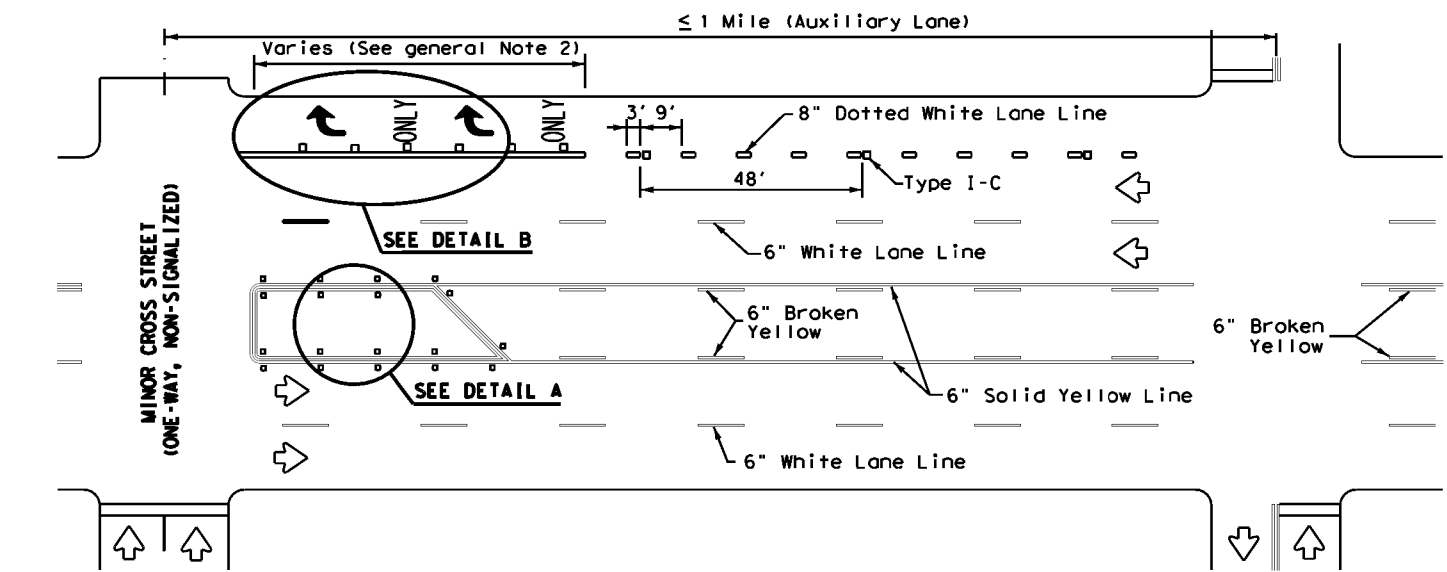 ≤ 1 Mile (Auxiliary Lane)
Varies (See general Note 2)
ONLY
ONLY
3' 9'
8" Dotted White Lane Line
48'
Type I-C
SEE DETAIL B
6" White Lane Line
MINOR CROSS STREET
(ONE-WAY, NON-SIGNALIZED)
6" Broken
Yellow
6" Broken
Yellow
SEE DETAIL A
6" Solid Yellow Line
6" White Lane Line